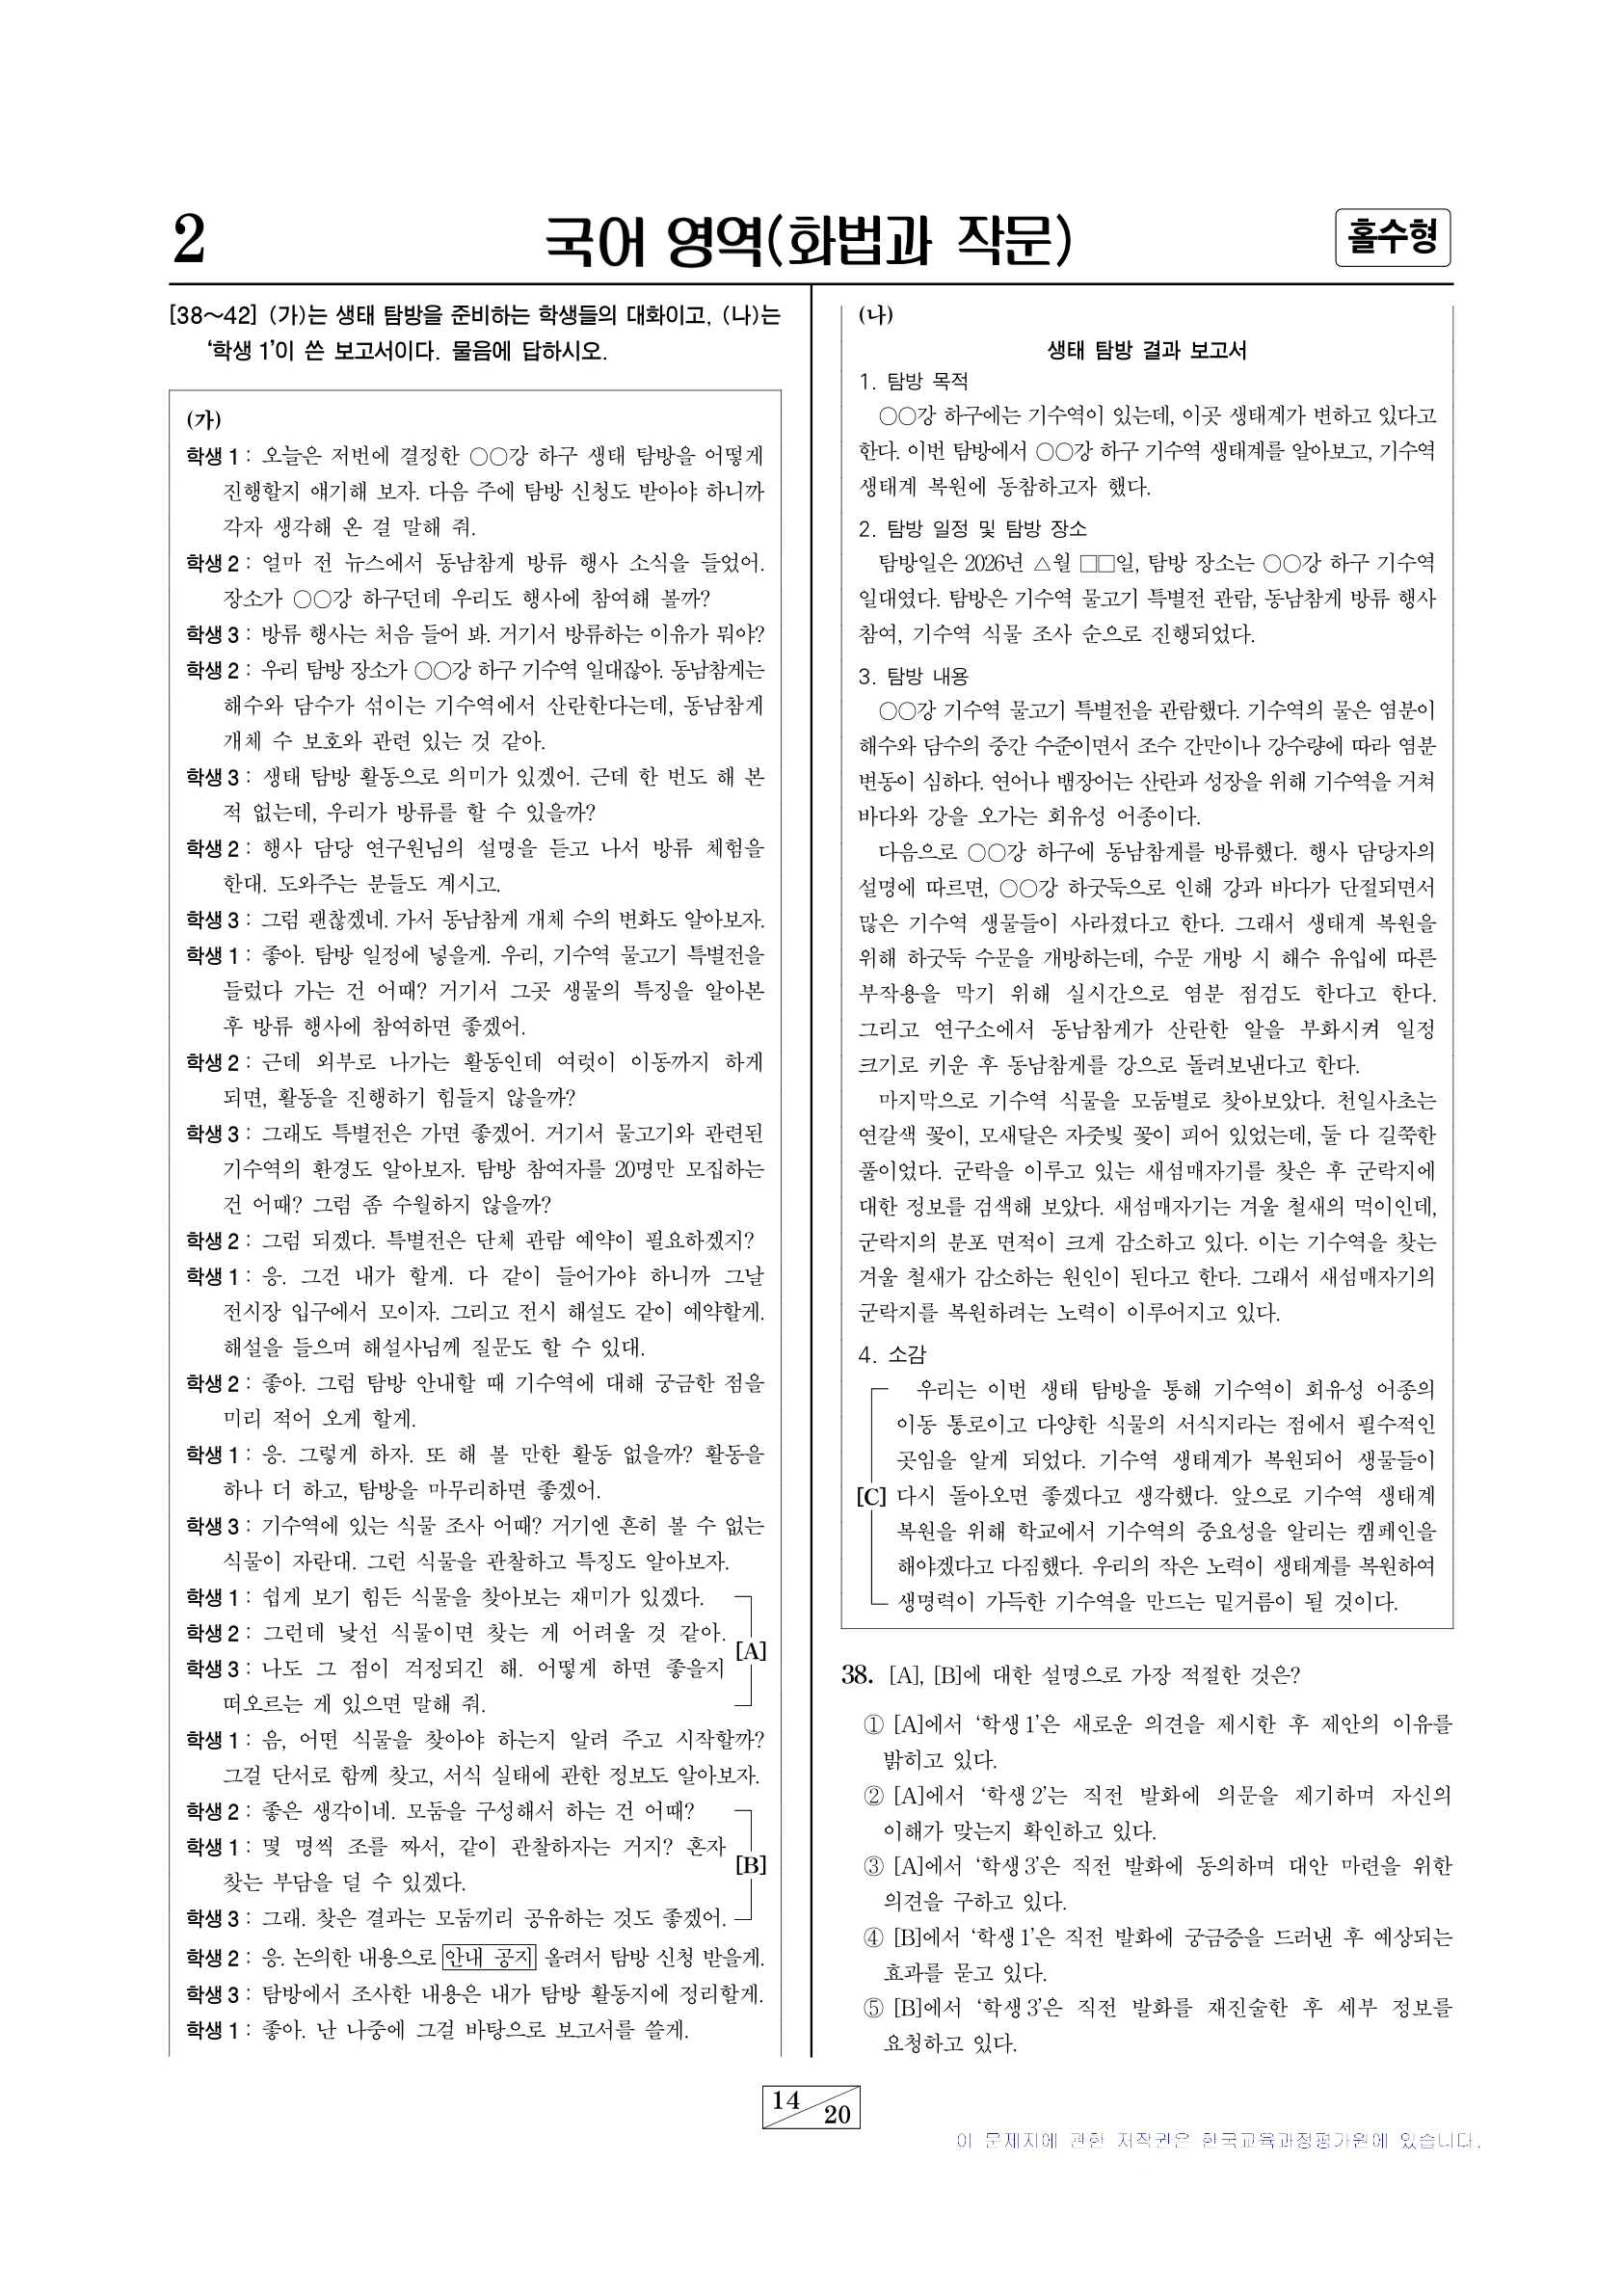 2
국어 영역(화법과 작문)
홀수형
[38～42] (가)는 생태 탐방을 준비하는 학생들의 대화이고, (나)는
‘학생 1’이 쓴 보고서이다. 물음에 답하시오.
(가)
학생 1 : 오늘은 저번에 결정한 ○○강 하구 생태 탐방을 어떻게
진행할지 얘기해 보자. 다음 주에 탐방 신청도 받아야 하니까
각자 생각해 온 걸 말해 줘.
학생 2 : 얼마 전 뉴스에서 동남참게 방류 행사 소식을 들었어.
장소가 ○○강 하구던데 우리도 행사에 참여해 볼까?
학생 3 : 방류 행사는 처음 들어 봐. 거기서 방류하는 이유가 뭐야?
학생 2 : 우리 탐방 장소가 ○○강 하구 기수역 일대잖아. 동남참게는
해수와 담수가 섞이는 기수역에서 산란한다는데, 동남참게
개체 수 보호와 관련 있는 것 같아.
학생 3 : 생태 탐방 활동으로 의미가 있겠어. 근데 한 번도 해 본
적 없는데, 우리가 방류를 할 수 있을까?
학생 2 : 행사 담당 연구원님의 설명을 듣고 나서 방류 체험을
한대. 도와주는 분들도 계시고.
학생 3 : 그럼 괜찮겠네. 가서 동남참게 개체 수의 변화도 알아보자.
학생 1 : 좋아. 탐방 일정에 넣을게. 우리, 기수역 물고기 특별전을
들렀다 가는 건 어때? 거기서 그곳 생물의 특징을 알아본
후 방류 행사에 참여하면 좋겠어.
학생 2 : 근데 외부로 나가는 활동인데 여럿이 이동까지 하게
되면, 활동을 진행하기 힘들지 않을까?
학생 3 : 그래도 특별전은 가면 좋겠어. 거기서 물고기와 관련된
기수역의 환경도 알아보자. 탐방 참여자를 20명만 모집하는
건 어때? 그럼 좀 수월하지 않을까?
학생 2 : 그럼 되겠다. 특별전은 단체 관람 예약이 필요하겠지?
학생 1 : 응. 그건 내가 할게. 다 같이 들어가야 하니까 그날
전시장 입구에서 모이자. 그리고 전시 해설도 같이 예약할게.
해설을 들으며 해설사님께 질문도 할 수 있대.
학생 2 : 좋아. 그럼 탐방 안내할 때 기수역에 대해 궁금한 점을
미리 적어 오게 할게.
학생 1 : 응. 그렇게 하자. 또 해 볼 만한 활동 없을까? 활동을
하나 더 하고, 탐방을 마무리하면 좋겠어.
학생 3 : 기수역에 있는 식물 조사 어때? 거기엔 흔히 볼 수 없는
식물이 자란대. 그런 식물을 관찰하고 특징도 알아보자.
학생 1 : 쉽게 보기 힘든 식물을 찾아보는 재미가 있겠다.
학생 2 : 그런데 낯선 식물이면 찾는 게 어려울 것 같아.
[A]
학생 3 : 나도 그 점이 걱정되긴 해. 어떻게 하면 좋을지
떠오르는 게 있으면 말해 줘.
학생 1 : 음, 어떤 식물을 찾아야 하는지 알려 주고 시작할까?
그걸 단서로 함께 찾고, 서식 실태에 관한 정보도 알아보자.
학생 2 : 좋은 생각이네. 모둠을 구성해서 하는 건 어때?
학생 1 : 몇 명씩 조를 짜서, 같이 관찰하자는 거지? 혼자
[B]
찾는 부담을 덜 수 있겠다.
학생 3 : 그래. 찾은 결과는 모둠끼리 공유하는 것도 좋겠어.
학생 2 : 응. 논의한 내용으로 안내 공지 올려서 탐방 신청 받을게.
학생 3 : 탐방에서 조사한 내용은 내가 탐방 활동지에 정리할게.
학생 1 : 좋아. 난 나중에 그걸 바탕으로 보고서를 쓸게.
(나)
생태 탐방 결과 보고서
1. 탐방 목적
○○강 하구에는 기수역이 있는데, 이곳 생태계가 변하고 있다고
한다. 이번 탐방에서 ○○강 하구 기수역 생태계를 알아보고, 기수역
생태계 복원에 동참하고자 했다.
2. 탐방 일정 및 탐방 장소
탐방일은 2026년 △월 □□일, 탐방 장소는 ○○강 하구 기수역
일대였다. 탐방은 기수역 물고기 특별전 관람, 동남참게 방류 행사
참여, 기수역 식물 조사 순으로 진행되었다.
3. 탐방 내용
○○강 기수역 물고기 특별전을 관람했다. 기수역의 물은 염분이
해수와 담수의 중간 수준이면서 조수 간만이나 강수량에 따라 염분
변동이 심하다. 연어나 뱀장어는 산란과 성장을 위해 기수역을 거쳐
바다와 강을 오가는 회유성 어종이다.
다음으로 ○○강 하구에 동남참게를 방류했다. 행사 담당자의
설명에 따르면, ○○강 하굿둑으로 인해 강과 바다가 단절되면서
많은 기수역 생물들이 사라졌다고 한다. 그래서 생태계 복원을
위해 하굿둑 수문을 개방하는데, 수문 개방 시 해수 유입에 따른
부작용을 막기 위해 실시간으로 염분 점검도 한다고 한다.
그리고 연구소에서 동남참게가 산란한 알을 부화시켜 일정
크기로 키운 후 동남참게를 강으로 돌려보낸다고 한다.
마지막으로 기수역 식물을 모둠별로 찾아보았다. 천일사초는
연갈색 꽃이, 모새달은 자줏빛 꽃이 피어 있었는데, 둘 다 길쭉한
풀이었다. 군락을 이루고 있는 새섬매자기를 찾은 후 군락지에
대한 정보를 검색해 보았다. 새섬매자기는 겨울 철새의 먹이인데,
군락지의 분포 면적이 크게 감소하고 있다. 이는 기수역을 찾는
겨울 철새가 감소하는 원인이 된다고 한다. 그래서 새섬매자기의
군락지를 복원하려는 노력이 이루어지고 있다.
4. 소감
우리는 이번 생태 탐방을 통해 기수역이 회유성 어종의
이동 통로이고 다양한 식물의 서식지라는 점에서 필수적인
곳임을 알게 되었다. 기수역 생태계가 복원되어 생물들이
[C] 다시 돌아오면 좋겠다고 생각했다. 앞으로 기수역 생태계
복원을 위해 학교에서 기수역의 중요성을 알리는 캠페인을
해야겠다고 다짐했다. 우리의 작은 노력이 생태계를 복원하여
생명력이 가득한 기수역을 만드는 밑거름이 될 것이다.
38. [A], [B]에 대한 설명으로 가장 적절한 것은?
① [A]에서 ‘학생 1’은 새로운 의견을 제시한 후 제안의 이유를
밝히고 있다.
② [A]에서 ‘학생 2’는 직전 발화에 의문을 제기하며 자신의
이해가 맞는지 확인하고 있다.
③ [A]에서 ‘학생 3’은 직전 발화에 동의하며 대안 마련을 위한
의견을 구하고 있다.
④ [B]에서 ‘학생 1’은 직전 발화에 궁금증을 드러낸 후 예상되는
효과를 묻고 있다.
⑤ [B]에서 ‘학생 3’은 직전 발화를 재진술한 후 세부 정보를
요청하고 있다.
14
20
이 문제지에 관한 저작권은 한국교육과정평가원에 있습니다.